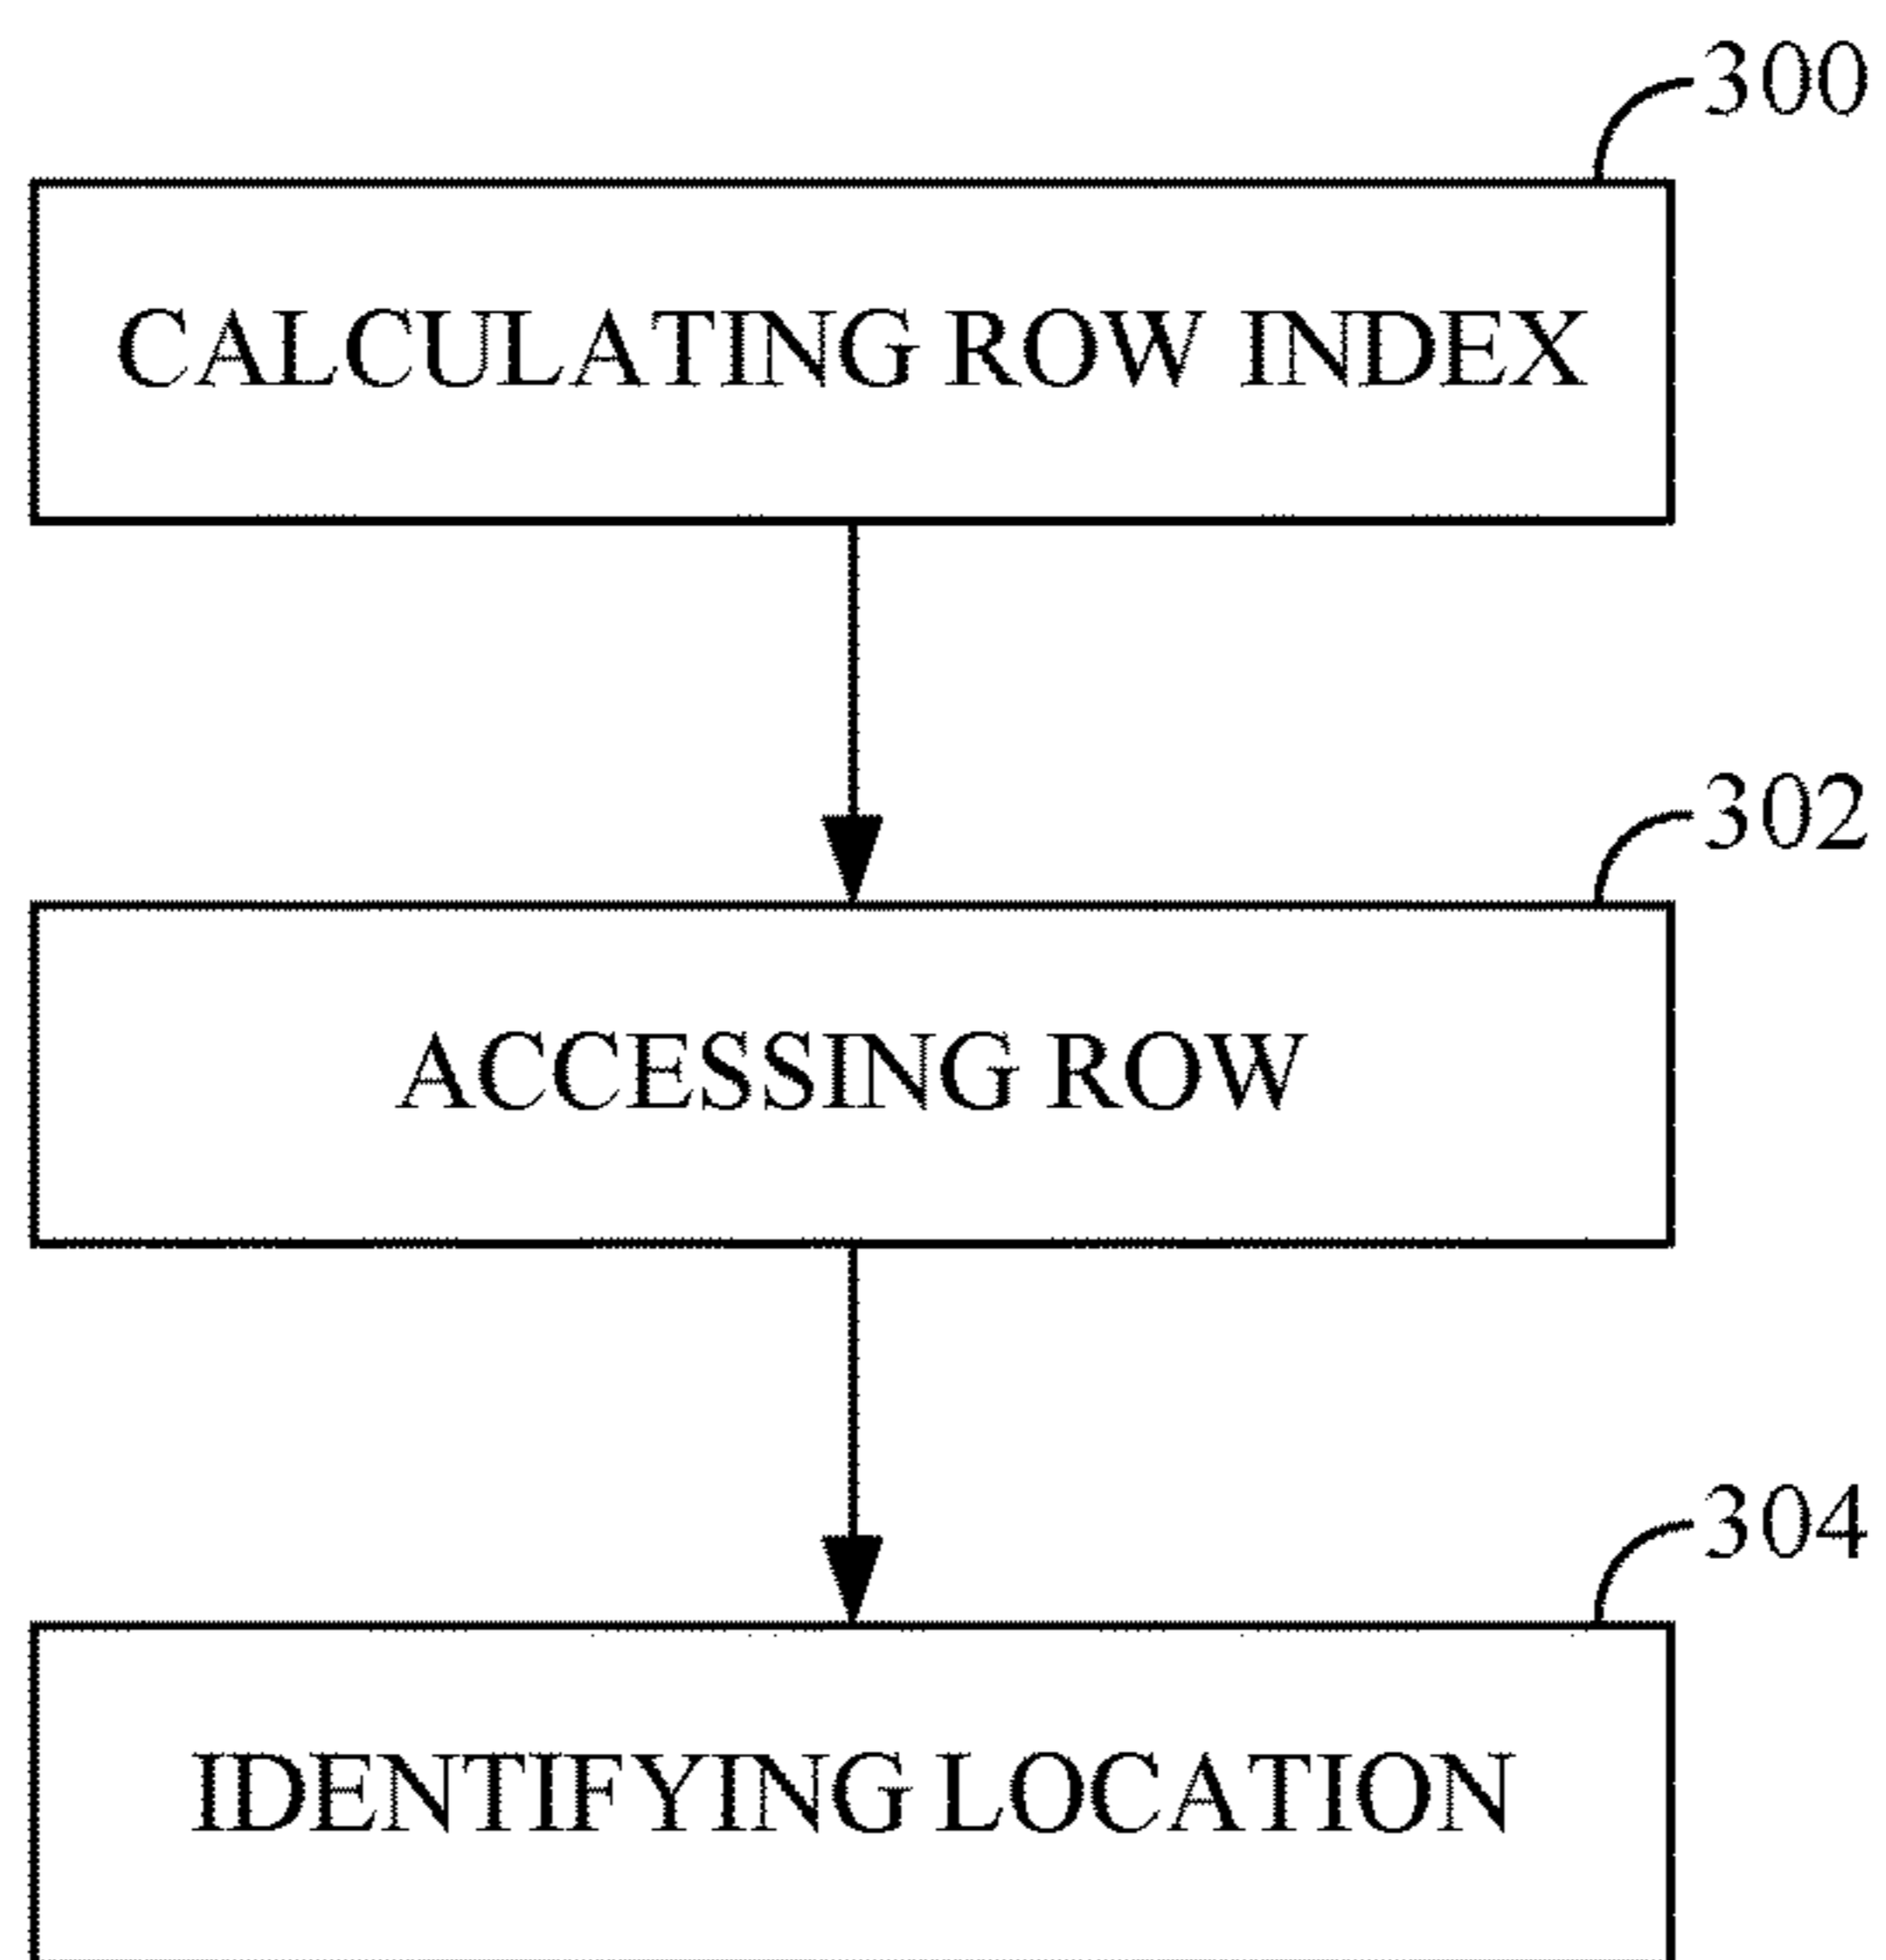 300
CALCULATING ROW INDEX
302
ACCESSING ROW
304
IDENTIFYING LOCATION